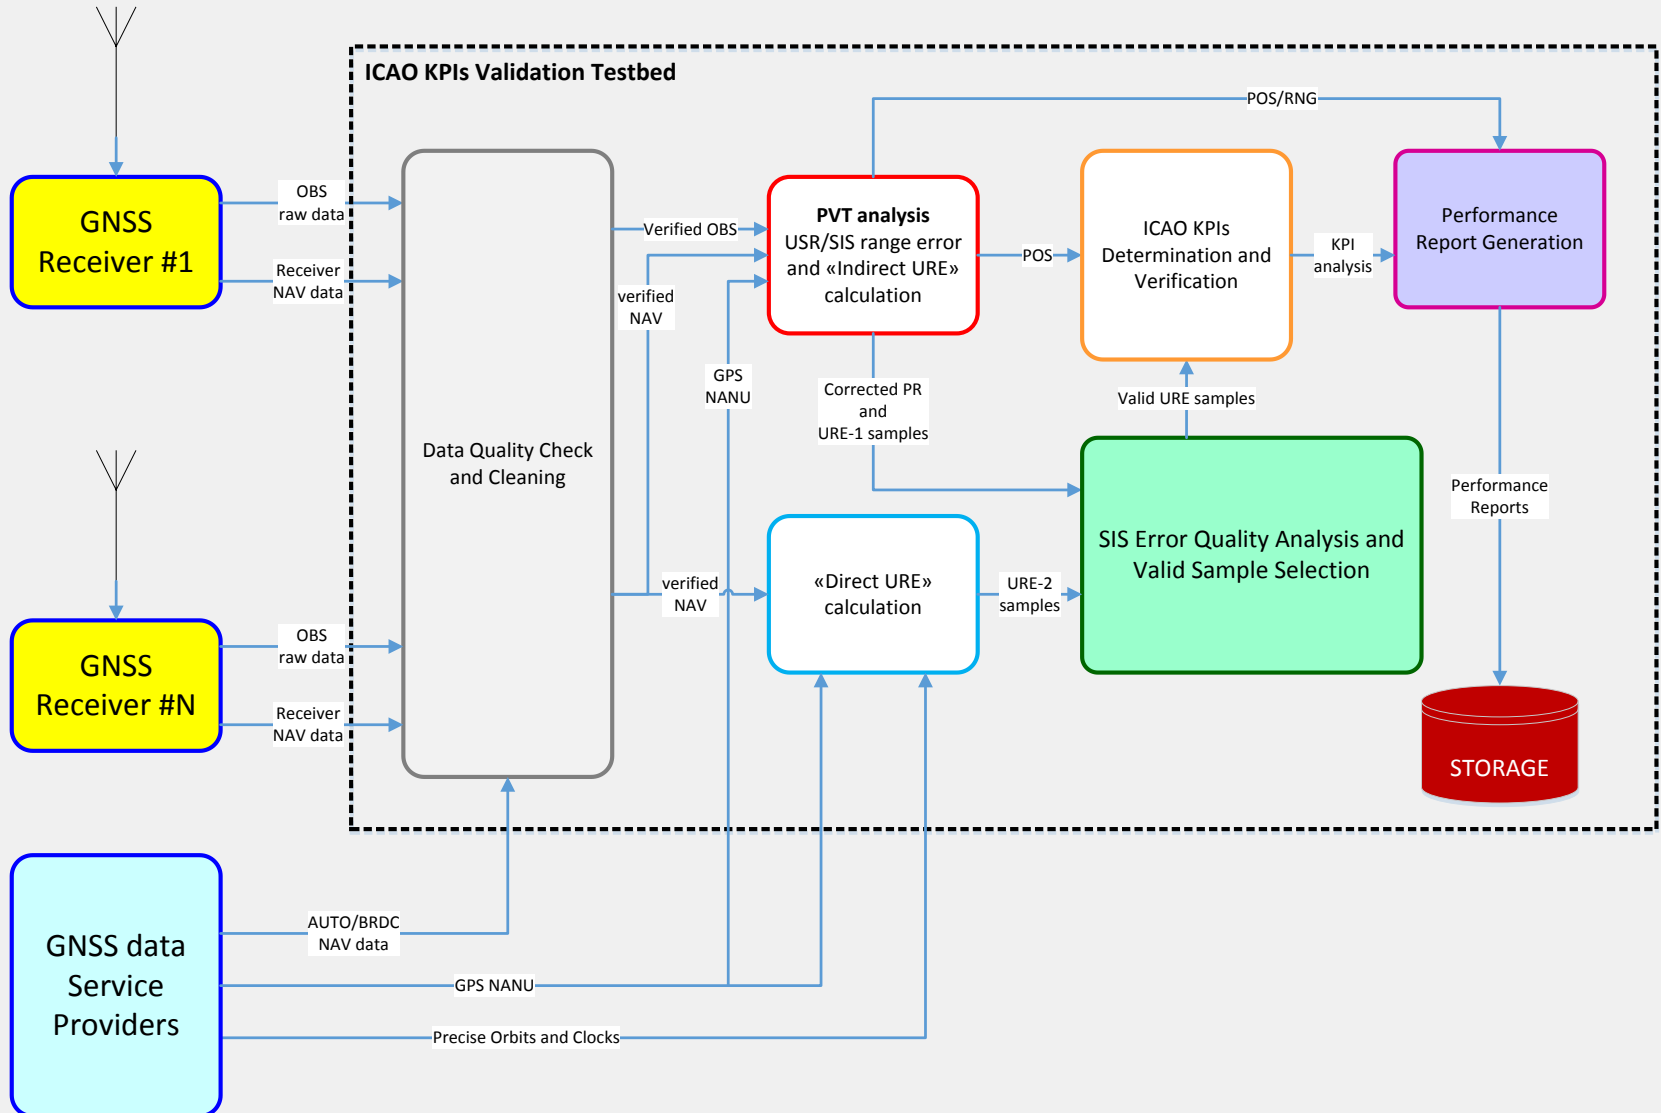 ICAO KPIs Validation Testbed
POS/RNG
GNSS
Receiver #1
OBS
raw data
Receiver
NAV data
Verified OBS
verified
NAV
PVT analysis
USR/SIS range error
and «Indirect URE»
calculation
POS
ICAO KPIs
Determination and
Verification
KPI
analysis
Performance
Report Generation
GPS
NANU
Corrected PR
and
URE-1 samples
Valid URE samples
Data Quality Check
and Cleaning
Performance
Reports
SIS Error Quality Analysis and
Valid Sample Selection
verified
NAV
«Direct URE»
calculation
URE-2
samples
GNSS
Receiver #N
OBS
raw data
Receiver
NAV data
STORAGE
GNSS data
Service
Providers
AUTO/BRDC
NAV data
GPS NANU
Precise Orbits and Clocks